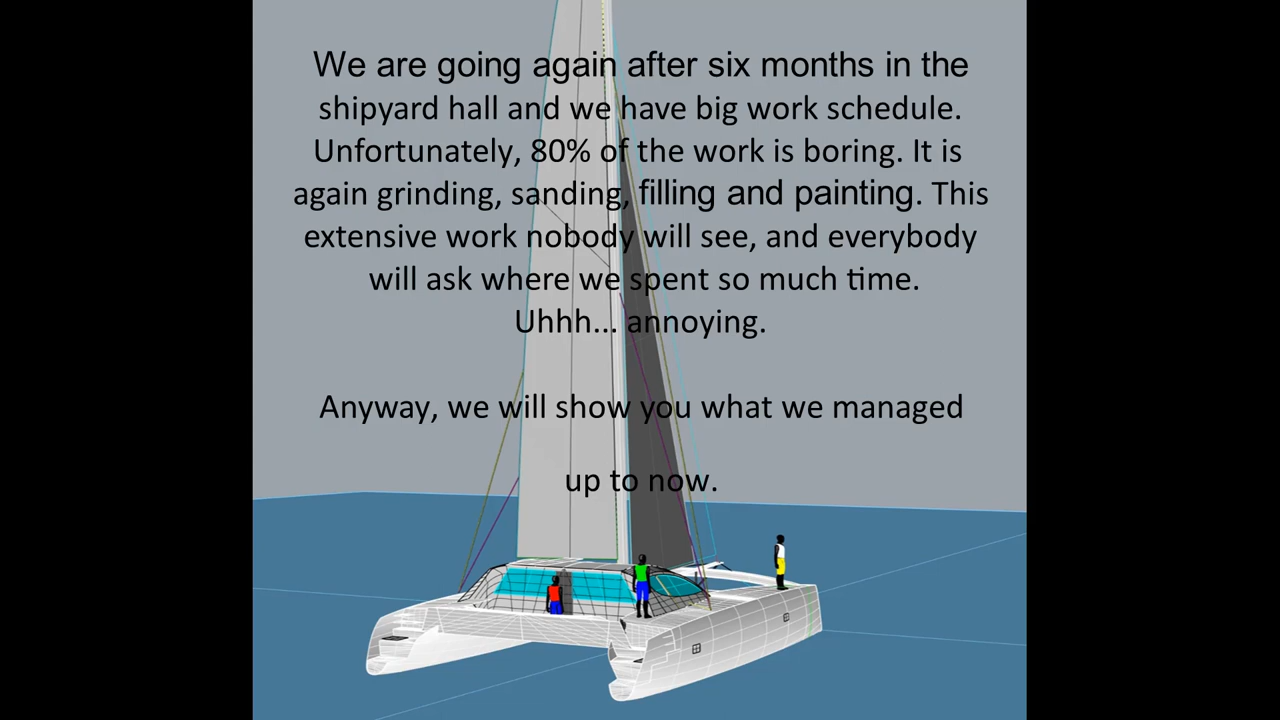 We are going again after six months in the
shipyard hall and we have big work schedule.
Unfortunately, 80% of the work is boring. It is
again grinding, sanding, filling and painting. This
extensive work nobody will see, and everybody
will ask where we spent so much time.
Uhhh... annoying.
Anyway, we will show you what we managed
up to now.